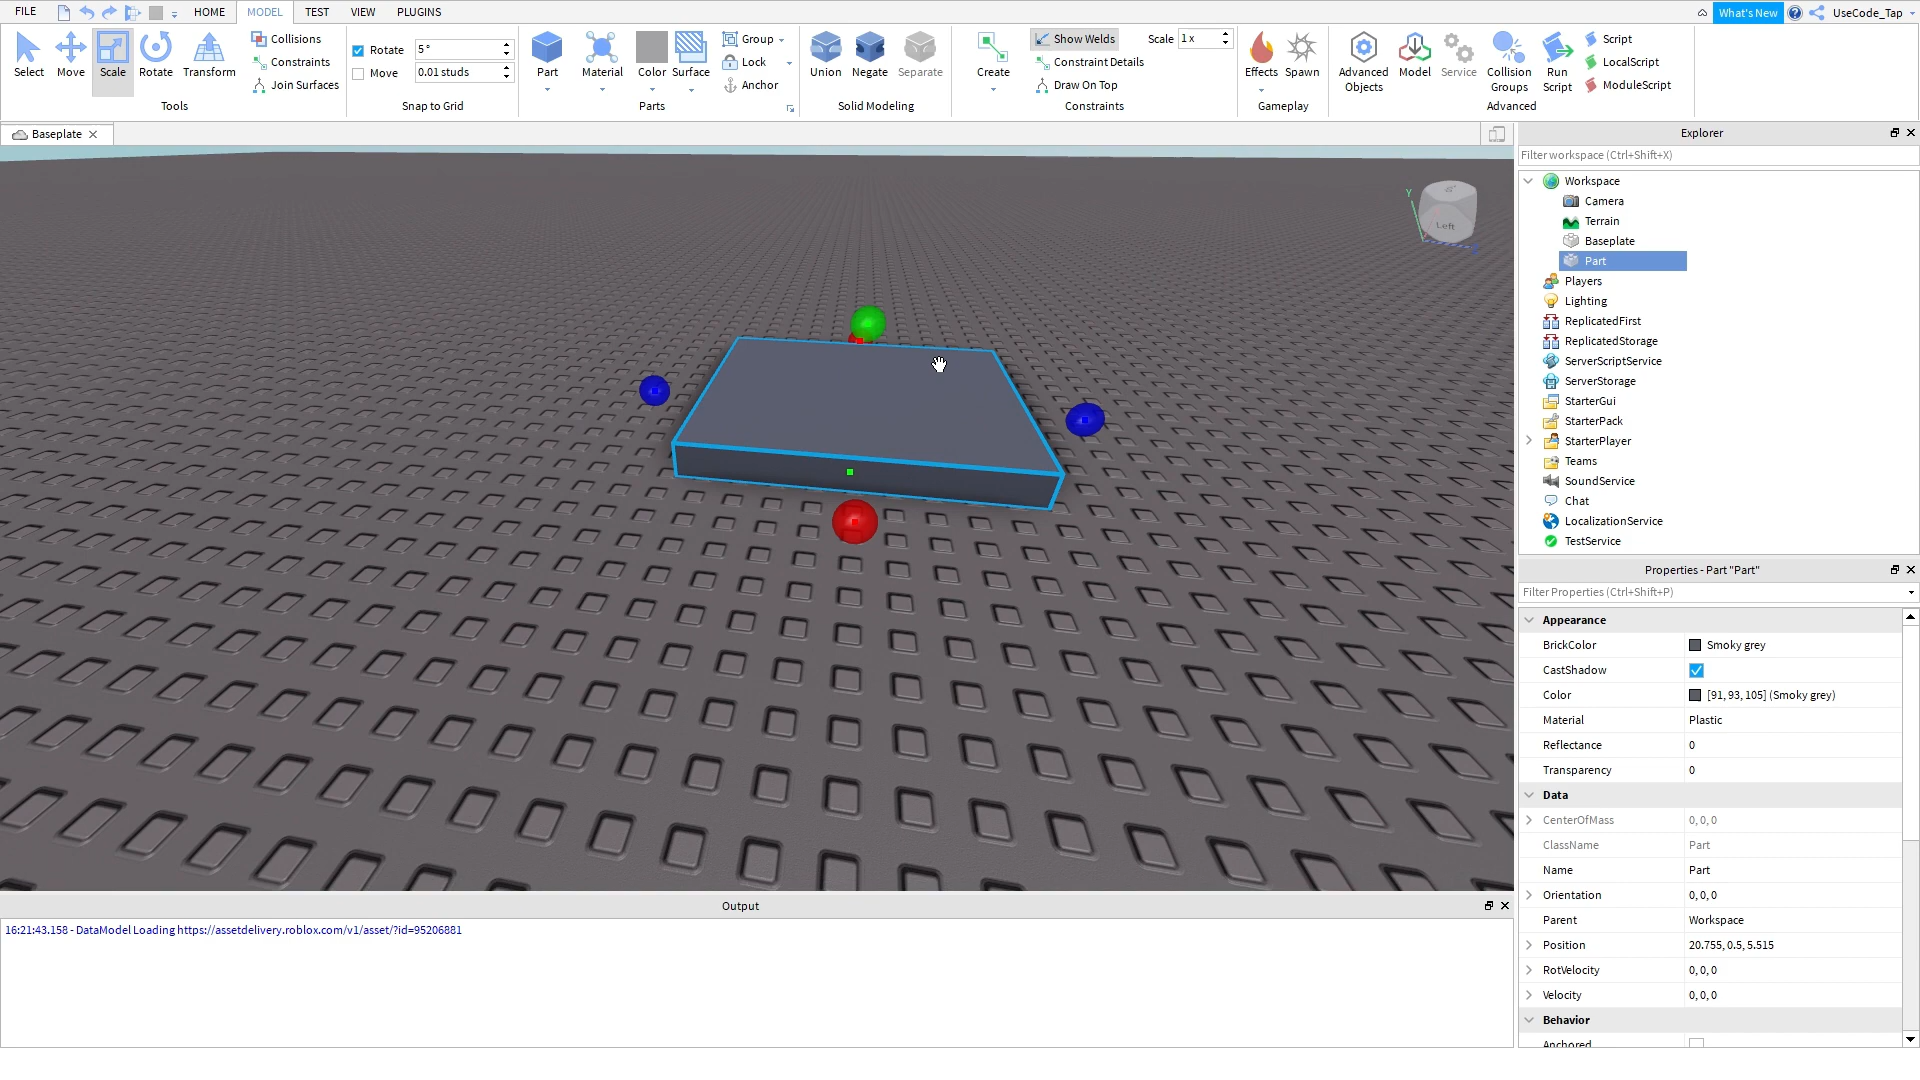 FILE HOME MODEL TEST VIEW PLUGINS What's New UseCode_Tap
Select Move Scale Rotate Transform
Collisions
Constraints
Join Surfaces
Tools
Rotate 5°
Move 0.01 studs
Snap to Grid
Part Material Color Surface
Group
Lock
Anchor
Parts
Union Negate Separate
Solid Modeling
Create
Show Welds Scale 1x
Constraint Details
Draw On Top
Constraints
Effects Spawn
Gameplay
Advanced Objects Model Service Collision Groups Run Script
Script
LocalScript
ModuleScript
Advanced
Baseplate
Y
Left
Explorer
Filter workspace (Ctrl+Shift+X)
Workspace
Camera
Terrain
Baseplate
Part
Players
Lighting
ReplicatedFirst
ReplicatedStorage
ServerScriptService
ServerStorage
StarterGui
StarterPack
StarterPlayer
Teams
SoundService
Chat
LocalizationService
TestService
Properties - Part "Part"
Filter Properties (Ctrl+Shift+P)
Appearance
BrickColor Smoky grey
CastShadow
Color [91, 93, 105] (Smoky grey)
Material Plastic
Reflectance 0
Transparency 0
Data
CenterOfMass 0, 0, 0
ClassName Part
Name Part
Orientation 0, 0, 0
Parent Workspace
Position 20.755, 0.5, 5.515
RotVelocity 0, 0, 0
Velocity 0, 0, 0
Behavior
Anchored
Output
16:21:43.158 - DataModel Loading https://assetdelivery.roblox.com/v1/asset/?id=95206881